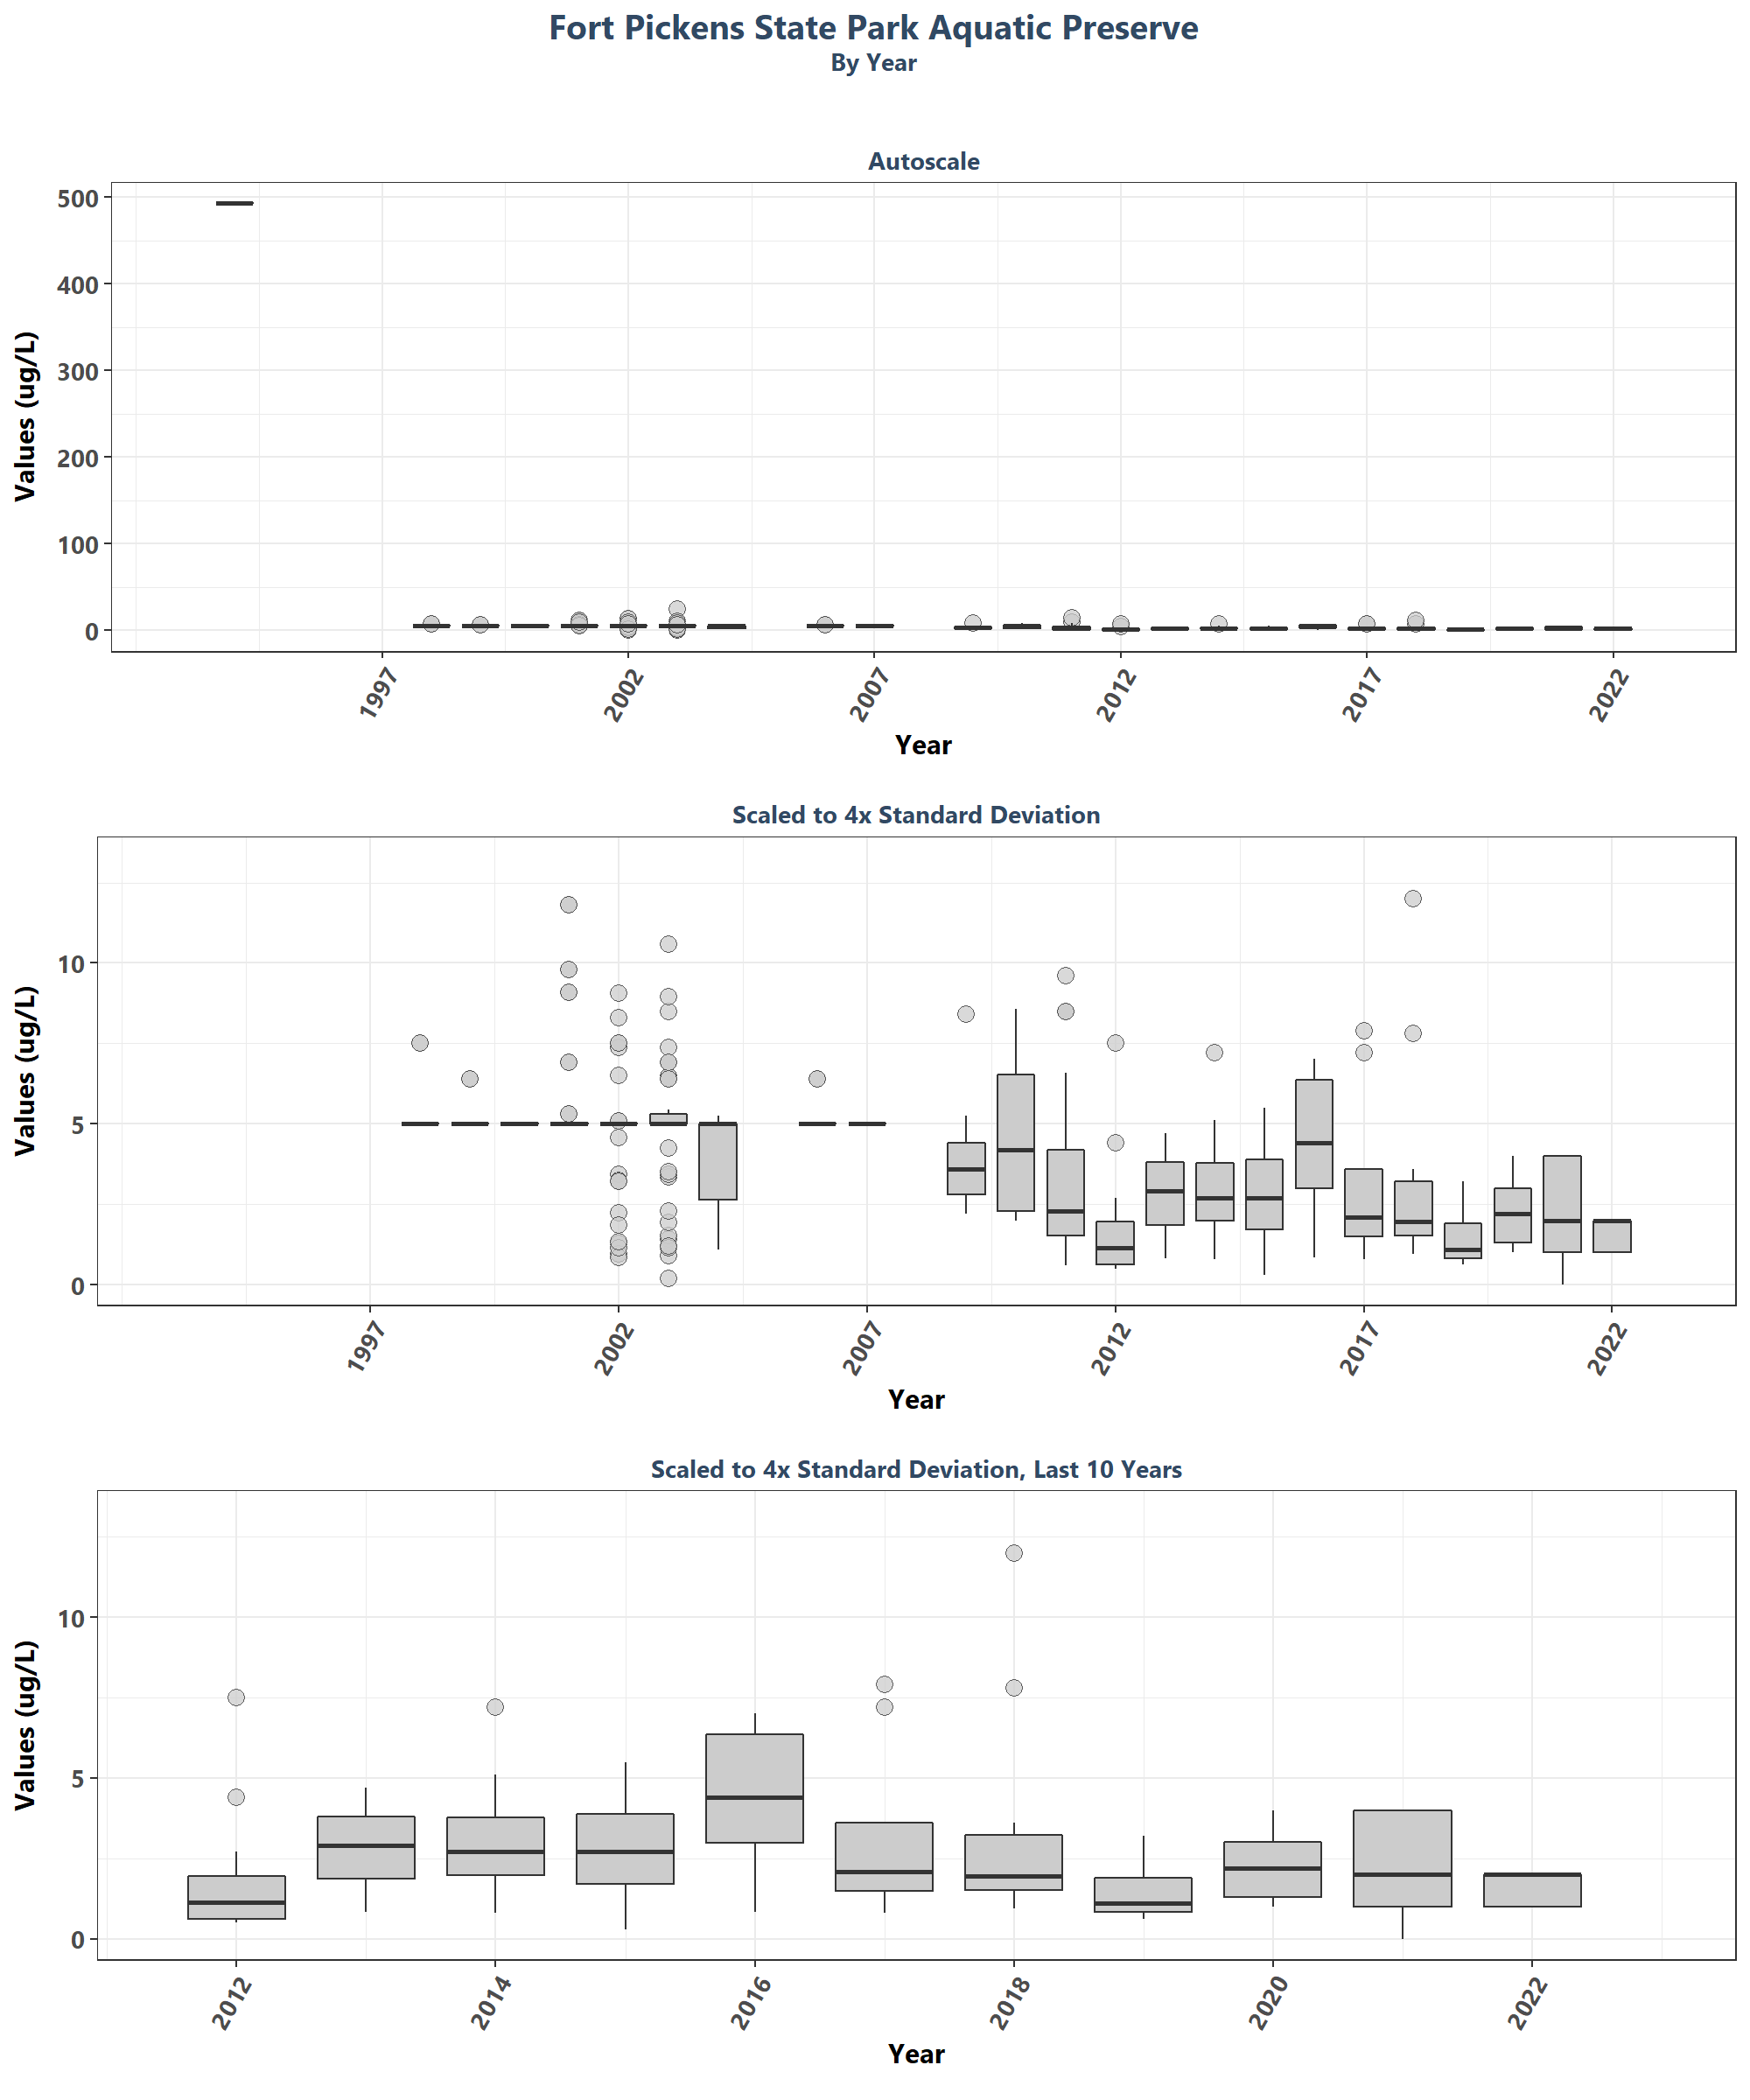 Fort Pickens State Park Aquatic Preserve
By Year
Autoscale
Values (ug/L)
500
400
300
200
100
0
1997 2002 2007 2012 2017 2022
Year
Scaled to 4x Standard Deviation
Values (ug/L)
10
5
0
1997 2002 2007 2012 2017 2022
Year
Scaled to 4x Standard Deviation, Last 10 Years
Values (ug/L)
10
5
0
2012 2014 2016 2018 2020 2022
Year